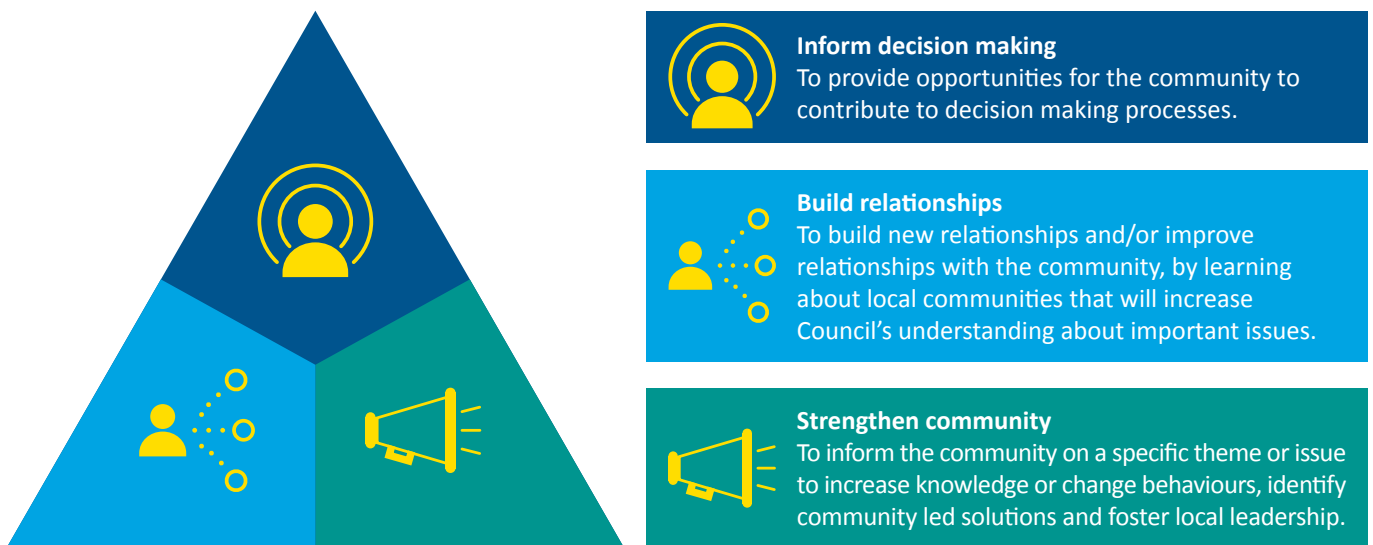 Inform decision making
To provide opportunities for the community to
contribute to decision making processes.
Build relationships
To build new relationships and/or improve
relationships with the community, by learning
about local communities that will increase
Council’s understanding about important issues.
Strengthen community
To inform the community on a specific theme or issue
to increase knowledge or change behaviours, identify
community led solutions and foster local leadership.